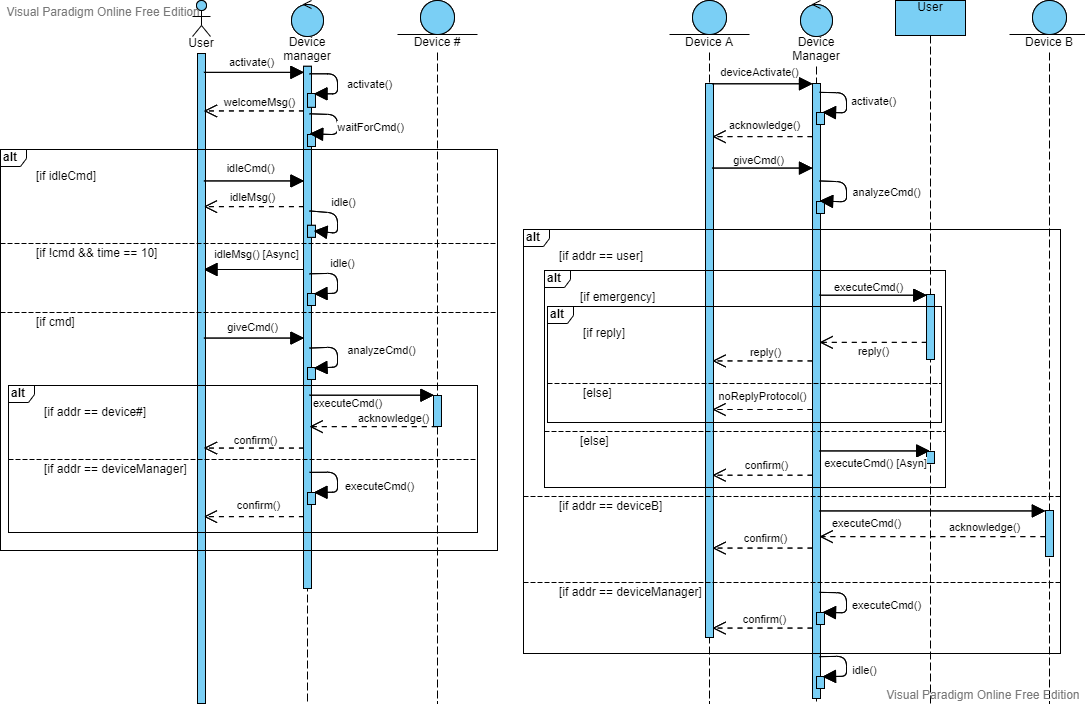 Visual Paradigm Online Free Edition
User
Device
manager
Device #
activate()
activate()
welcomeMsg()
waitForCmd()
alt
[if idleCmd]
idleCmd()
idleMsg()
idle()
[if !cmd && time == 10]
idleMsg() [Async]
idle()
[if cmd]
giveCmd()
analyzeCmd()
alt
[if addr == device#]
executeCmd()
acknowledge()
confirm()
[if addr == deviceManager]
executeCmd()
confirm()
Device A
Device
Manager
User
Device B
deviceActivate()
activate()
acknowledge()
giveCmd()
analyzeCmd()
alt
[if addr == user]
alt
[if emergency]
executeCmd()
alt
[if reply]
reply()
reply()
[else]
noReplyProtocol()
[else]
executeCmd() [Asyn]
confirm()
[if addr == deviceB]
executeCmd()
acknowledge()
confirm()
[if addr == deviceManager]
executeCmd()
confirm()
idle()
Visual Paradigm Online Free Edition